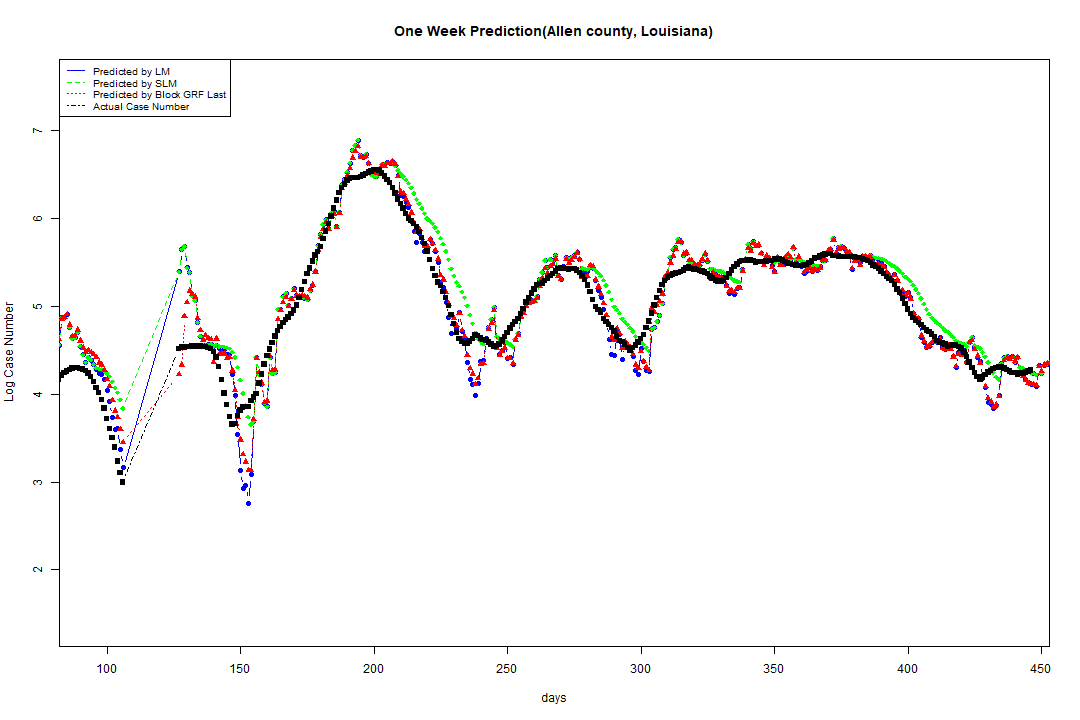 One Week Prediction(Allen county, Louisiana)
Predicted by LM
Predicted by SLM
Predicted by Block GRF Last
Actual Case Number
7
6
5
4
3
2
Log Case Number
100 150 200 250 300 350 400 450
days